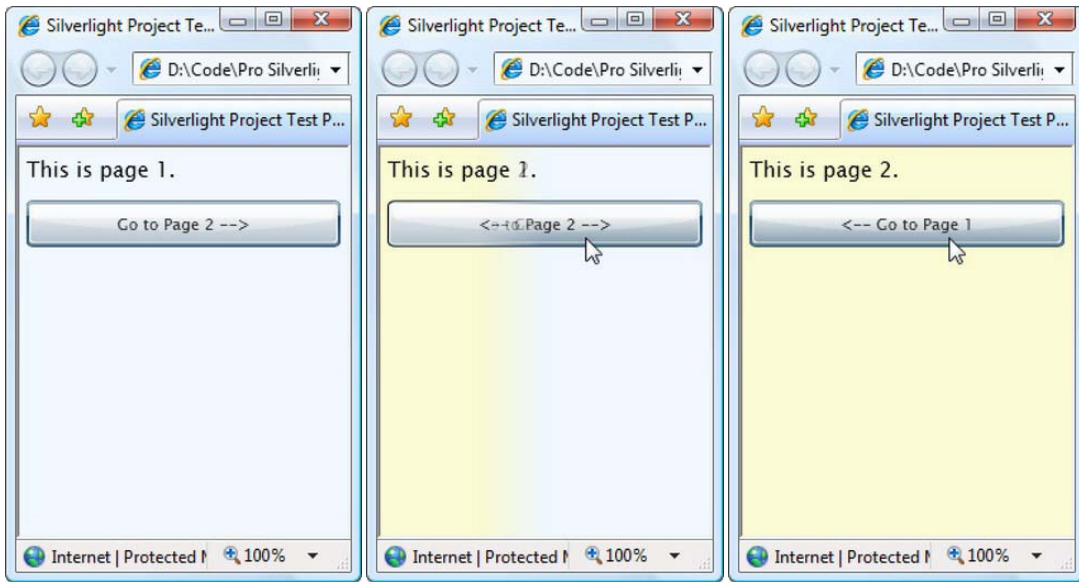 Silverlight Project Te...
D:\Code\Pro Silverli
Silverlight Project Test P...
This is page 1.
Go to Page 2 -->
Internet | Protected M
100%
Silverlight Project Te...
D:\Code\Pro Silverli
Silverlight Project Test P...
This is page
Page 2 -->
Internet | Protected M
100%
Silverlight Project Te...
D:\Code\Pro Silverli
Silverlight Project Test P...
This is page 2.
<-- Go to Page 1
Internet | Protected M
100%